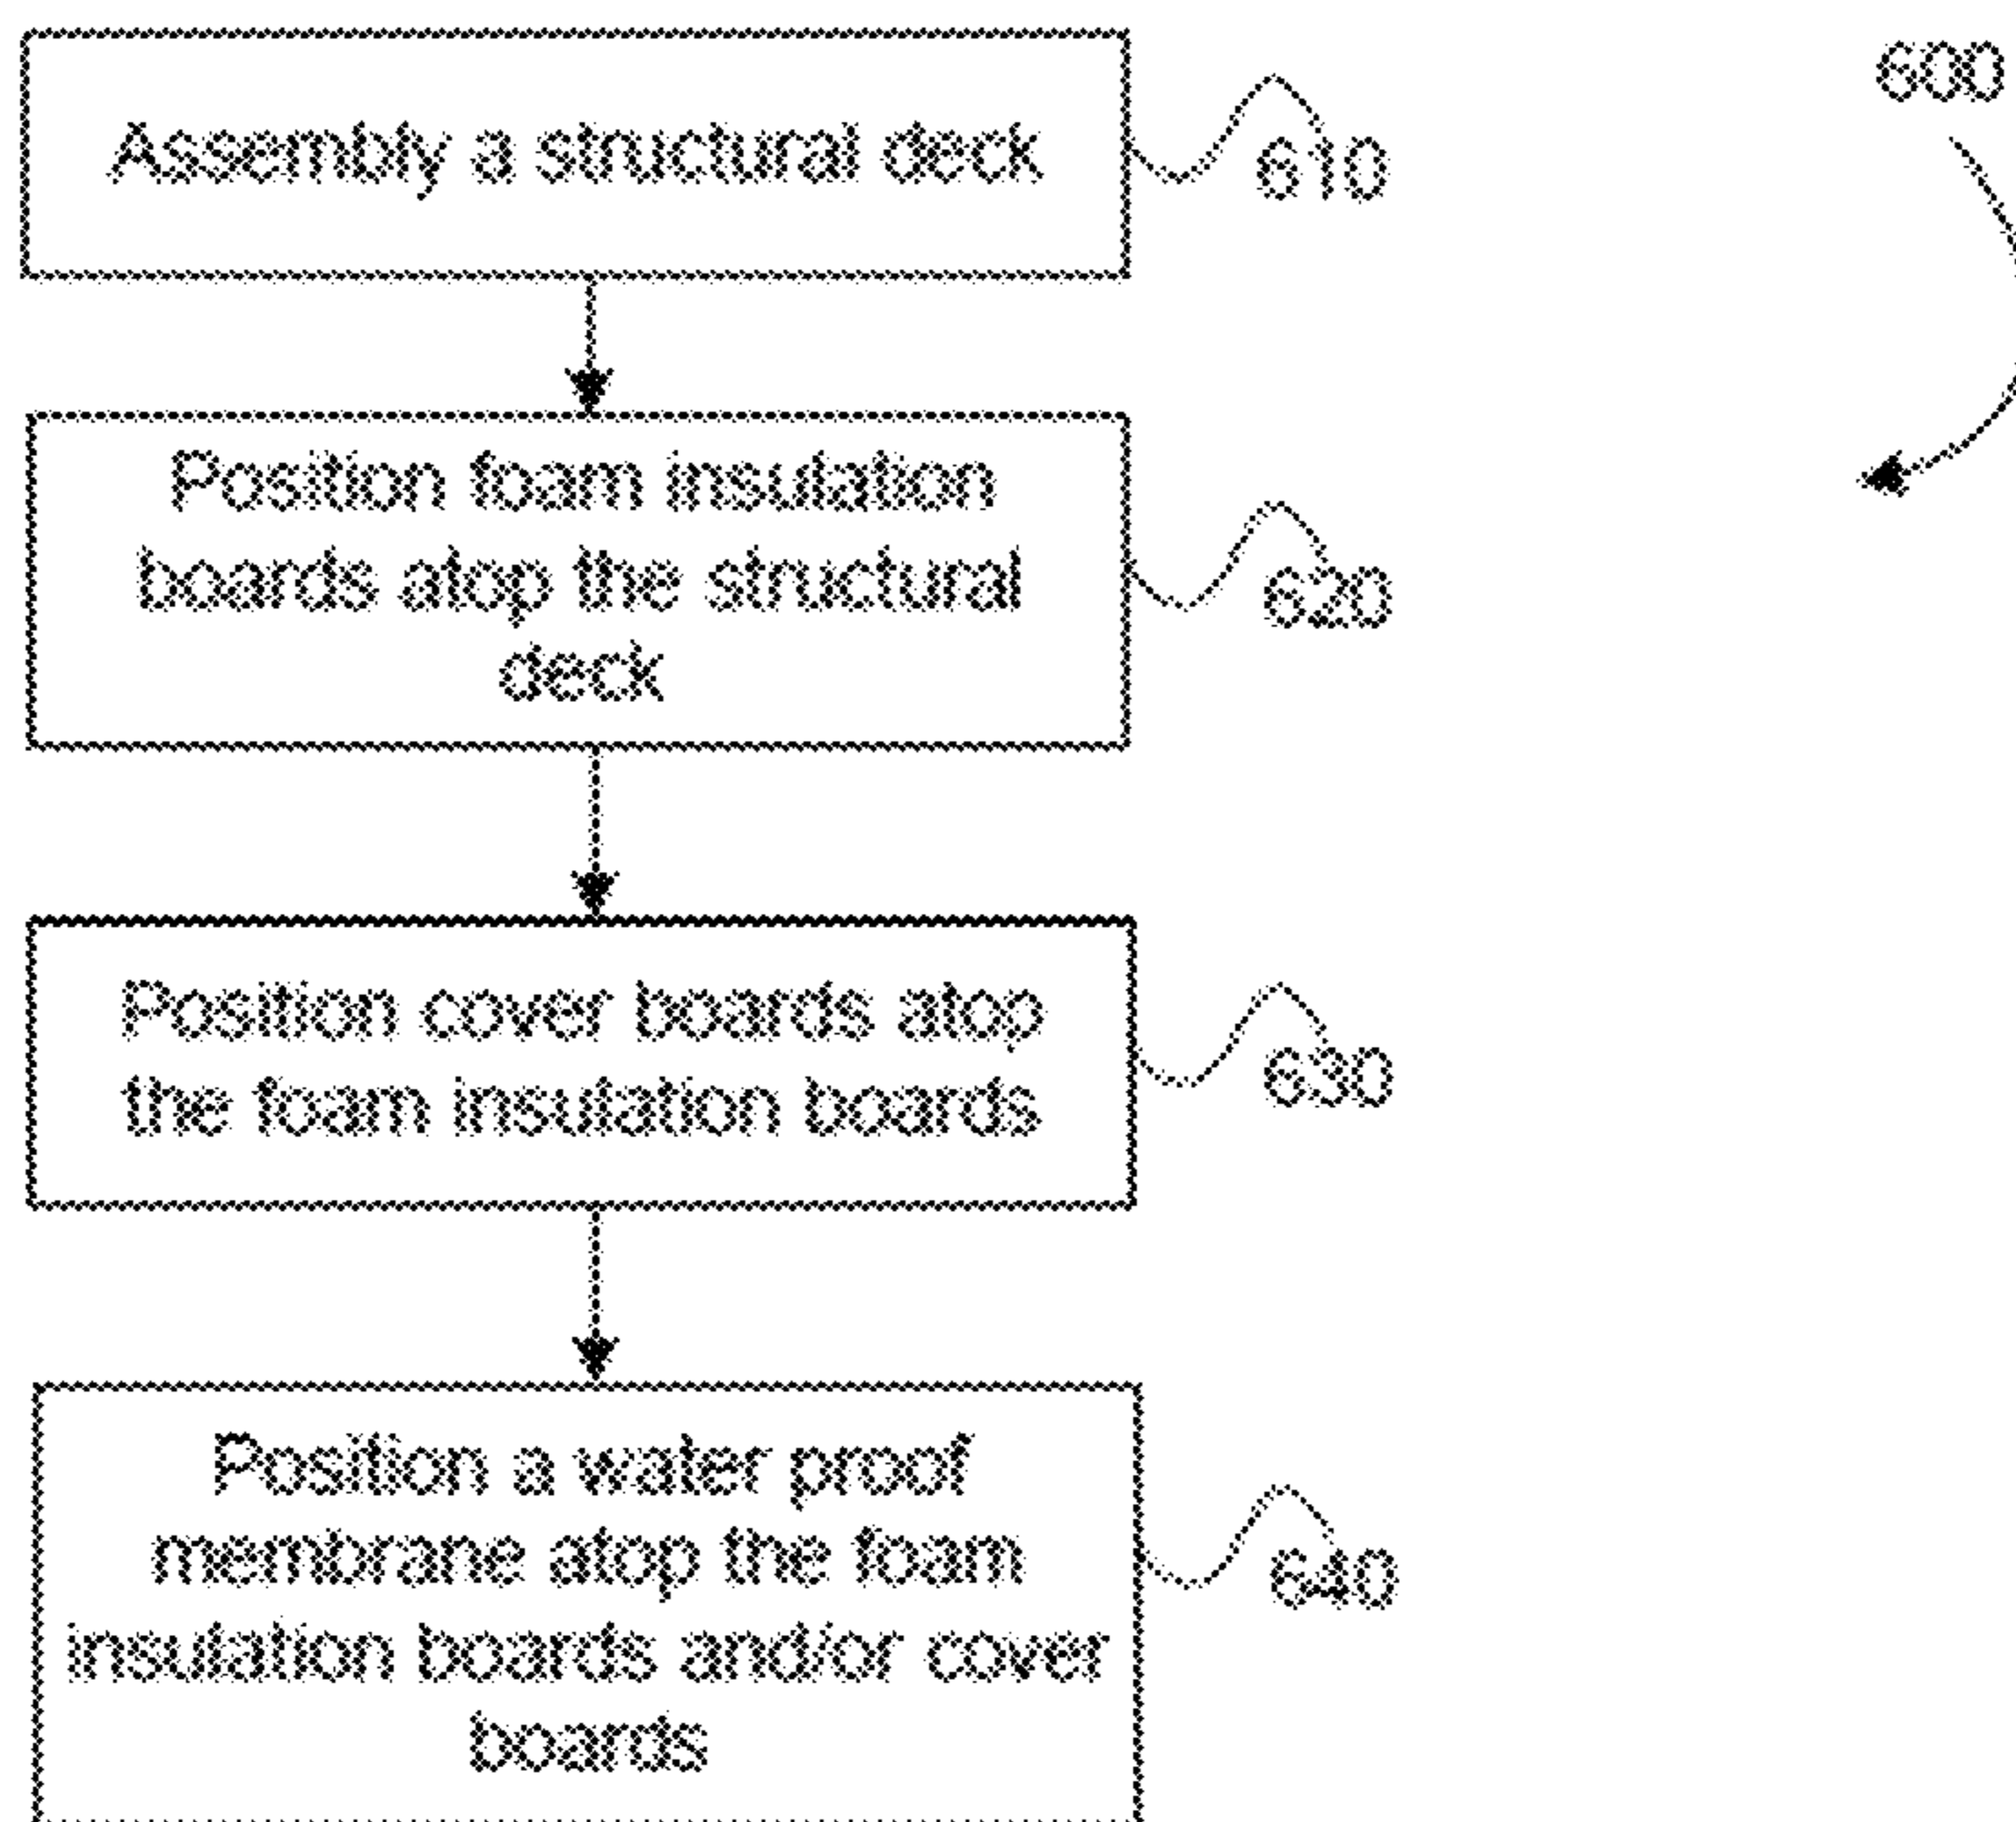 600
Assembly a structural deck
610
Position foam insulation
boards atop the structural
deck
620
Position cover boards atop
the foam insulation boards
630
Position a water proof
membrane atop the foam
insulation boards and/or cover
boards
640